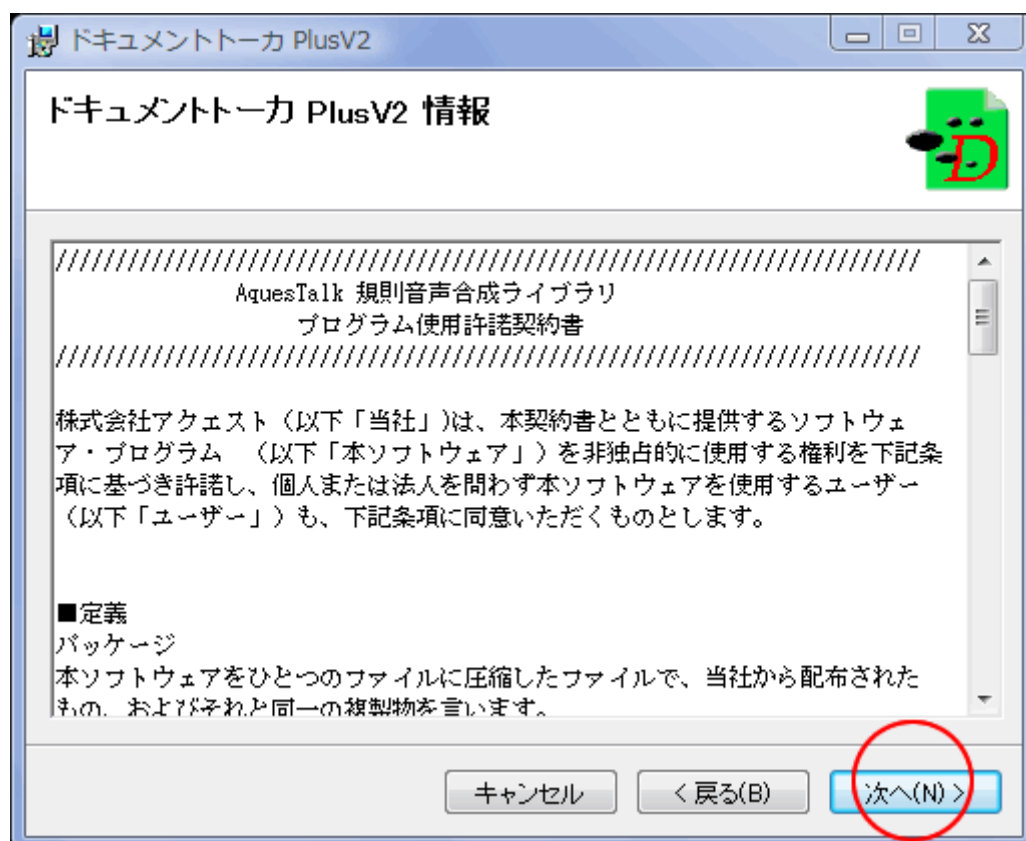 ドキュメントトーカ PlusV2
ドキュメントトーカ PlusV2 情報
D
////////////////////////////////////////////////////////////////////////
AquesTalk 規則音声合成ライブラリ
プログラム使用許諾契約書
////////////////////////////////////////////////////////////////////////
株式会社アクエスト（以下「当社」)は、本契約書とともに提供するソフトウェ
ア・プログラム　（以下「本ソフトウェア」）を非独占的に使用する権利を下記条
項に基づき許諾し、個人または法人を問わず本ソフトウェアを使用するユーザー
（以下「ユーザー」）も、下記条項に同意いただくものとします。
■定義
パッケージ
本ソフトウェアをひとつのファイルに圧縮したファイルで、当社から配布された
もの、およびそれと同一の複製物を言います。
キャンセル
< 戻る(B)
次へ(N) >